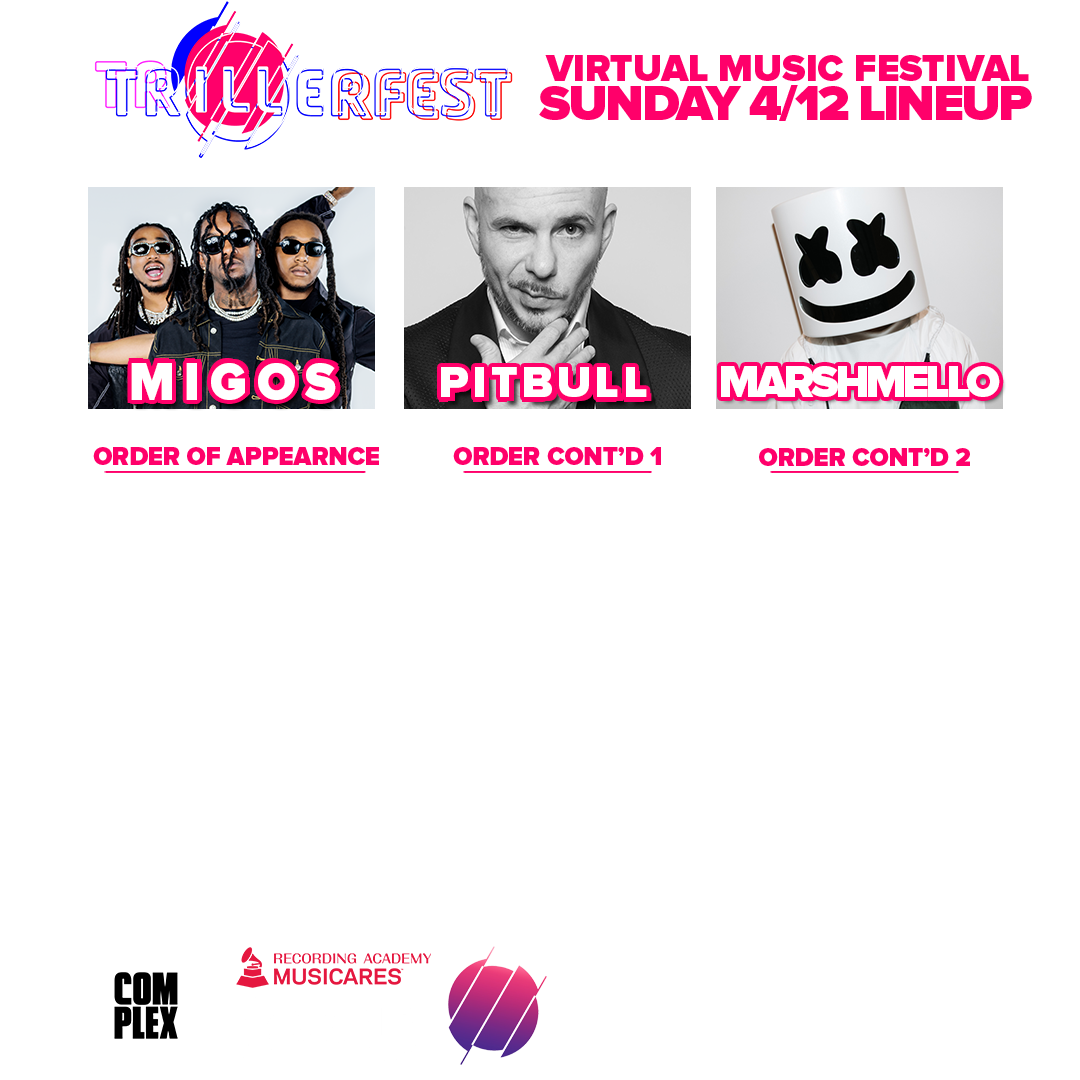 TRILLERFEST
VIRTUAL MUSIC FESTIVAL
SUNDAY 4/12 LINEUP
MIGOS
PITBULL
MARSHMELLO
ORDER OF APPEARNCE
ORDER CONT'D 1
ORDER CONT'D 2
RECORDING ACADEMY
MUSICARES
COM
PLEX